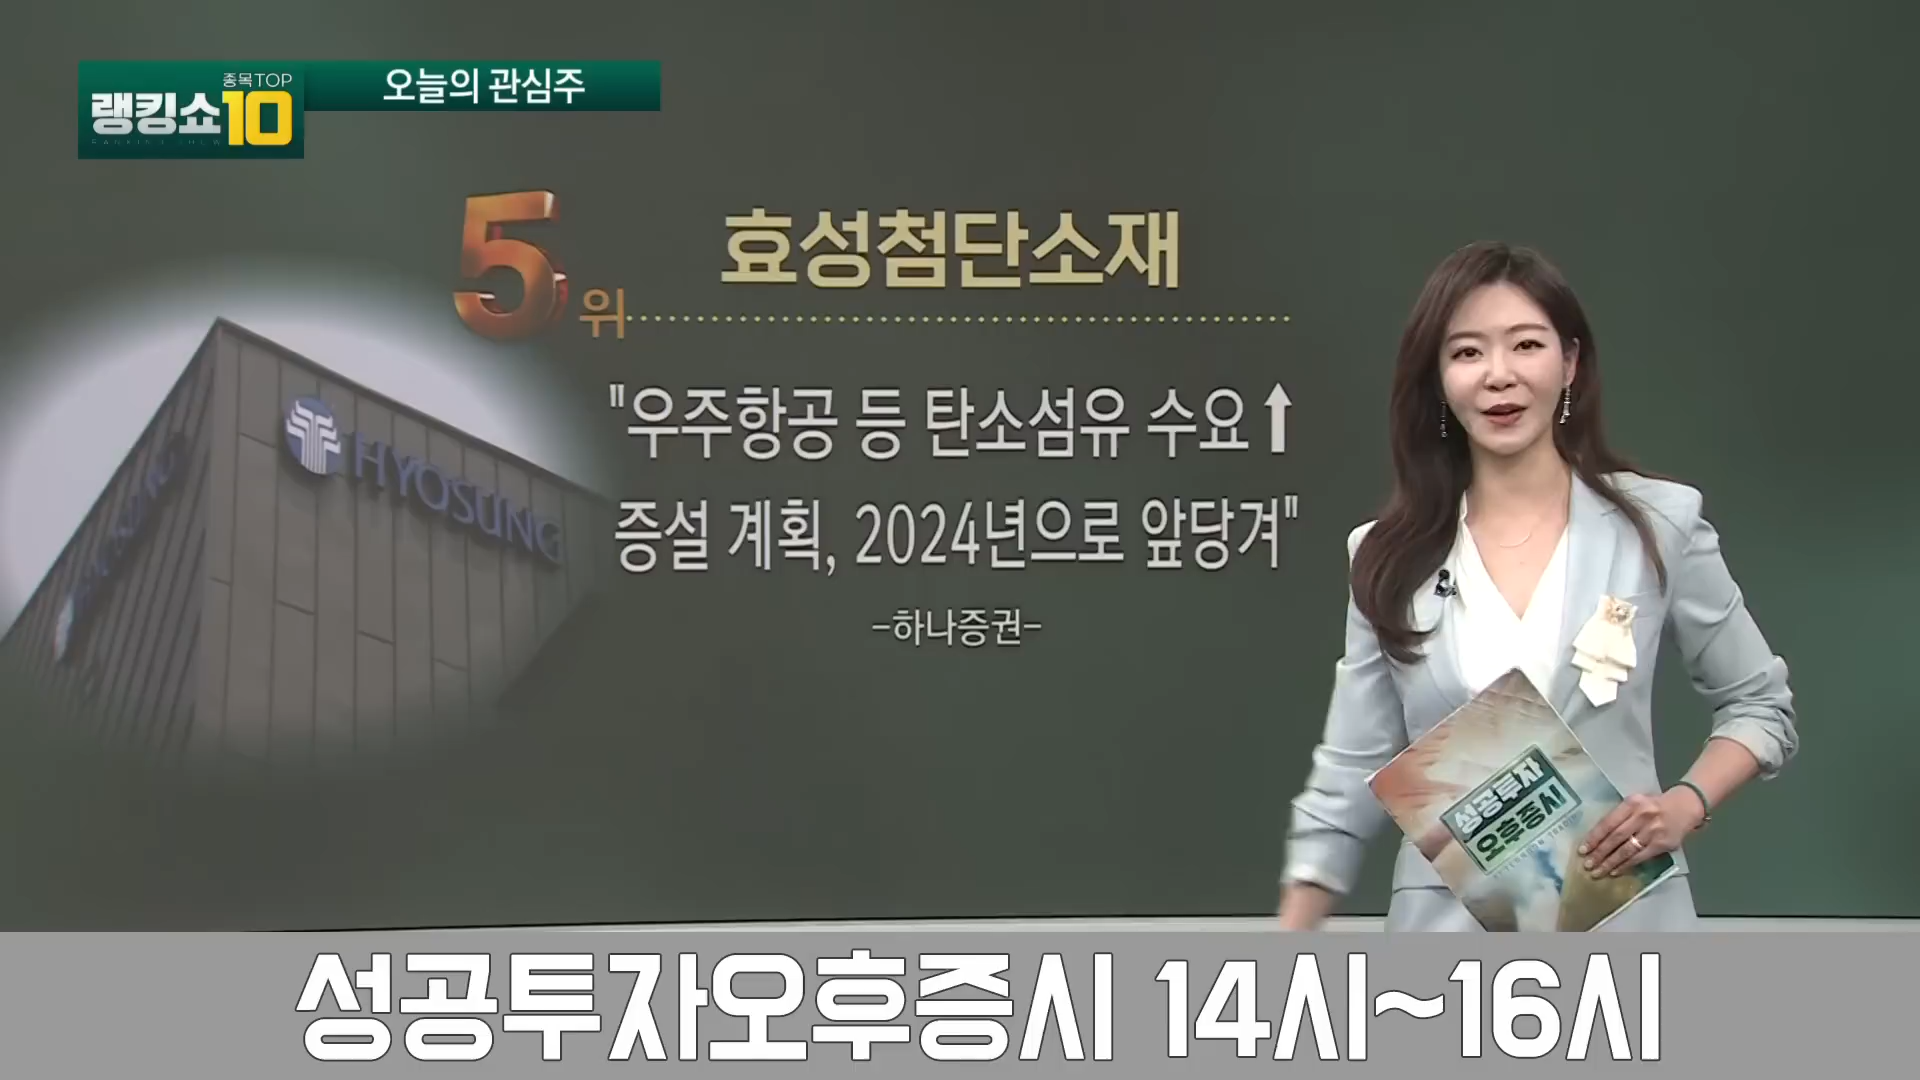 종목TOP
랭킹쇼10
RANKING SHOW
오늘의 관심주
5위
효성첨단소재
"우주항공 등 탄소섬유 수요⬆
증설 계획, 2024년으로 앞당겨"
-하나증권-
HYOSUNG
성공투자
오후증시
성공투자오후증시 14시~16시